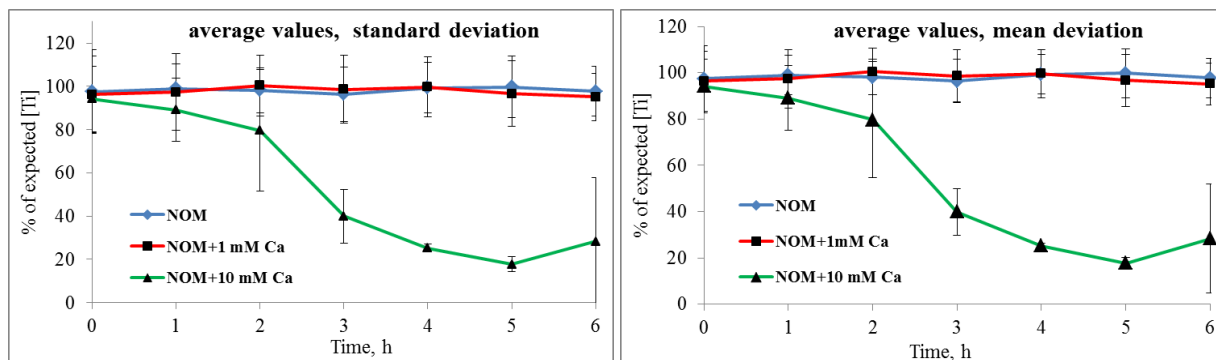 average values, standard deviation
% of expected [Ti]
120
100
80
60
40
20
0
NOM
NOM+1 mM Ca
NOM+10 mM Ca
0 1 2 3 4 5 6
Time, h
average values, mean deviation
% of expected [Ti]
120
100
80
60
40
20
0
NOM
NOM+1mM Ca
NOM+10 mM Ca
0 1 2 3 4 5 6
Time, h